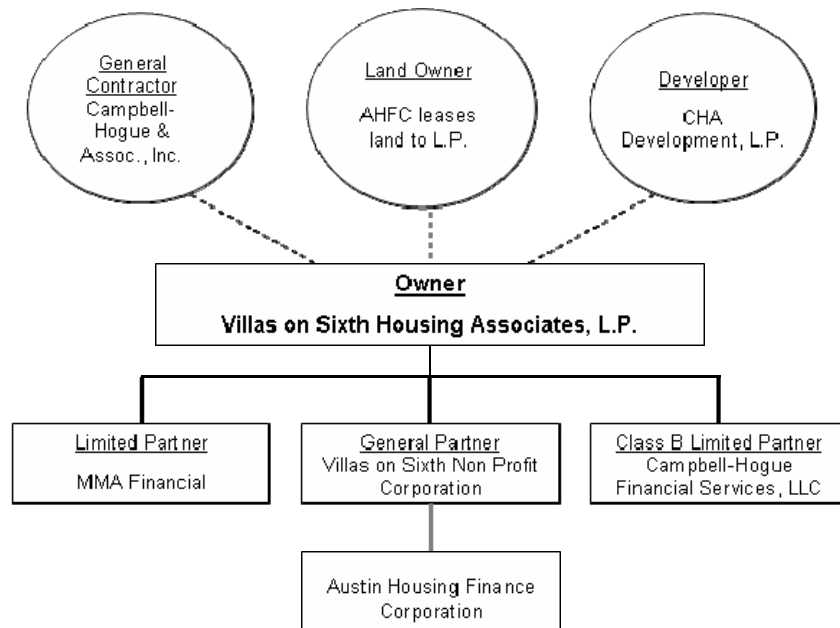 General
Contractor
Campbell-
Hogue &
Assoc., Inc.
Land Owner
AHFC leases
land to L.P.
Developer
CHA
Development, L.P.
Owner
Villas on Sixth Housing Associates, L.P.
Limited Partner
MMA Financial
General Partner
Villas on Sixth Non Profit
Corporation
Class B Limited Partner
Campbell-Hogue
Financial Services, LLC
Austin Housing Finance
Corporation